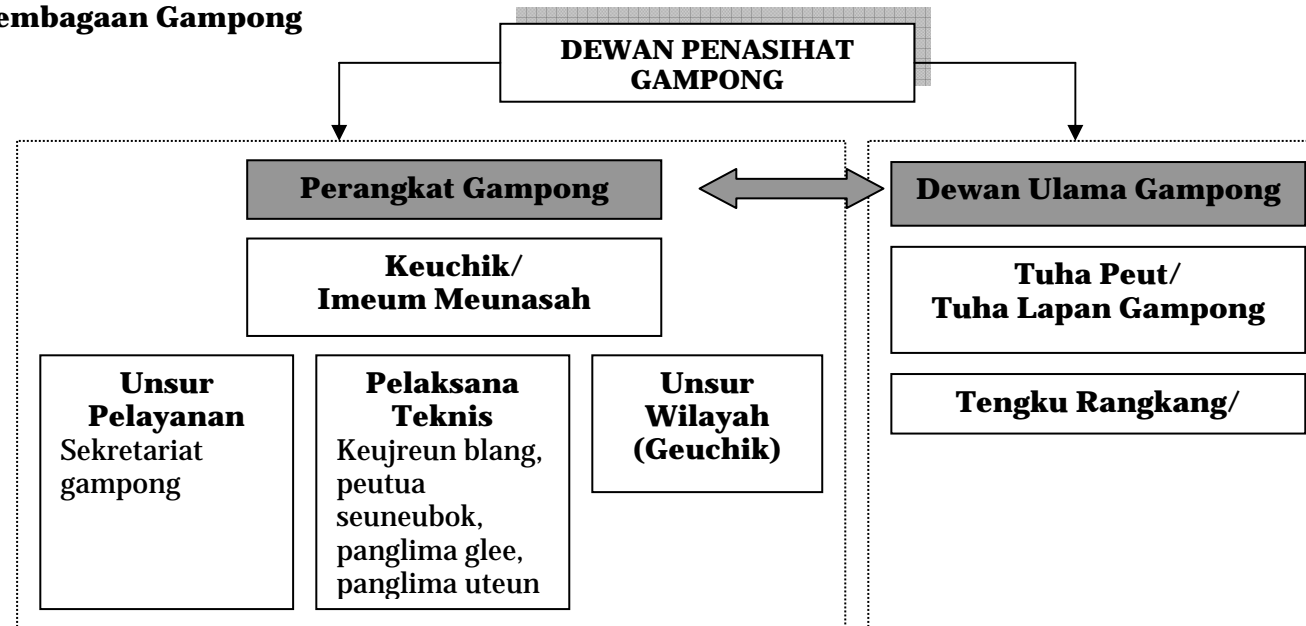 embagaan Gampong
DEWAN PENASIHAT
GAMPONG
Perangkat Gampong
Dewan Ulama Gampong
Keuchik/
Imeum Meunasah
Tuha Peut/
Tuha Lapan Gampong
Unsur
Pelayanan
Sekretariat
gampong
Pelaksana
Teknis
Keujreun blang,
peutua
seuneubok,
panglima glee,
panglima uteun
Unsur
Wilayah
(Geuchik)
Tengku Rangkang/